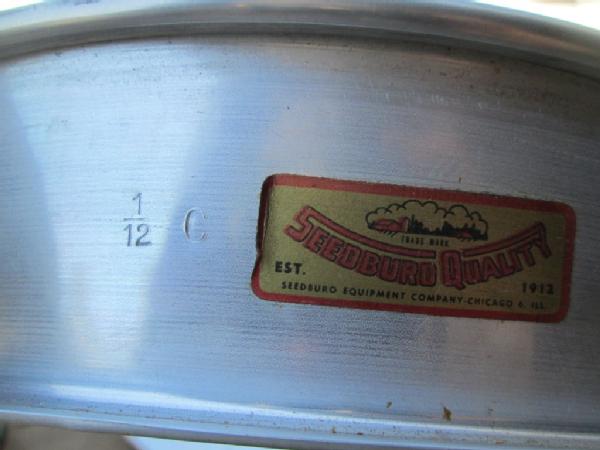 1/12 C
TRADE MARK
SEEDBURO QUALITY
EST. 1912
SEEDBURO EQUIPMENT COMPANY-CHICAGO 6, ILL.